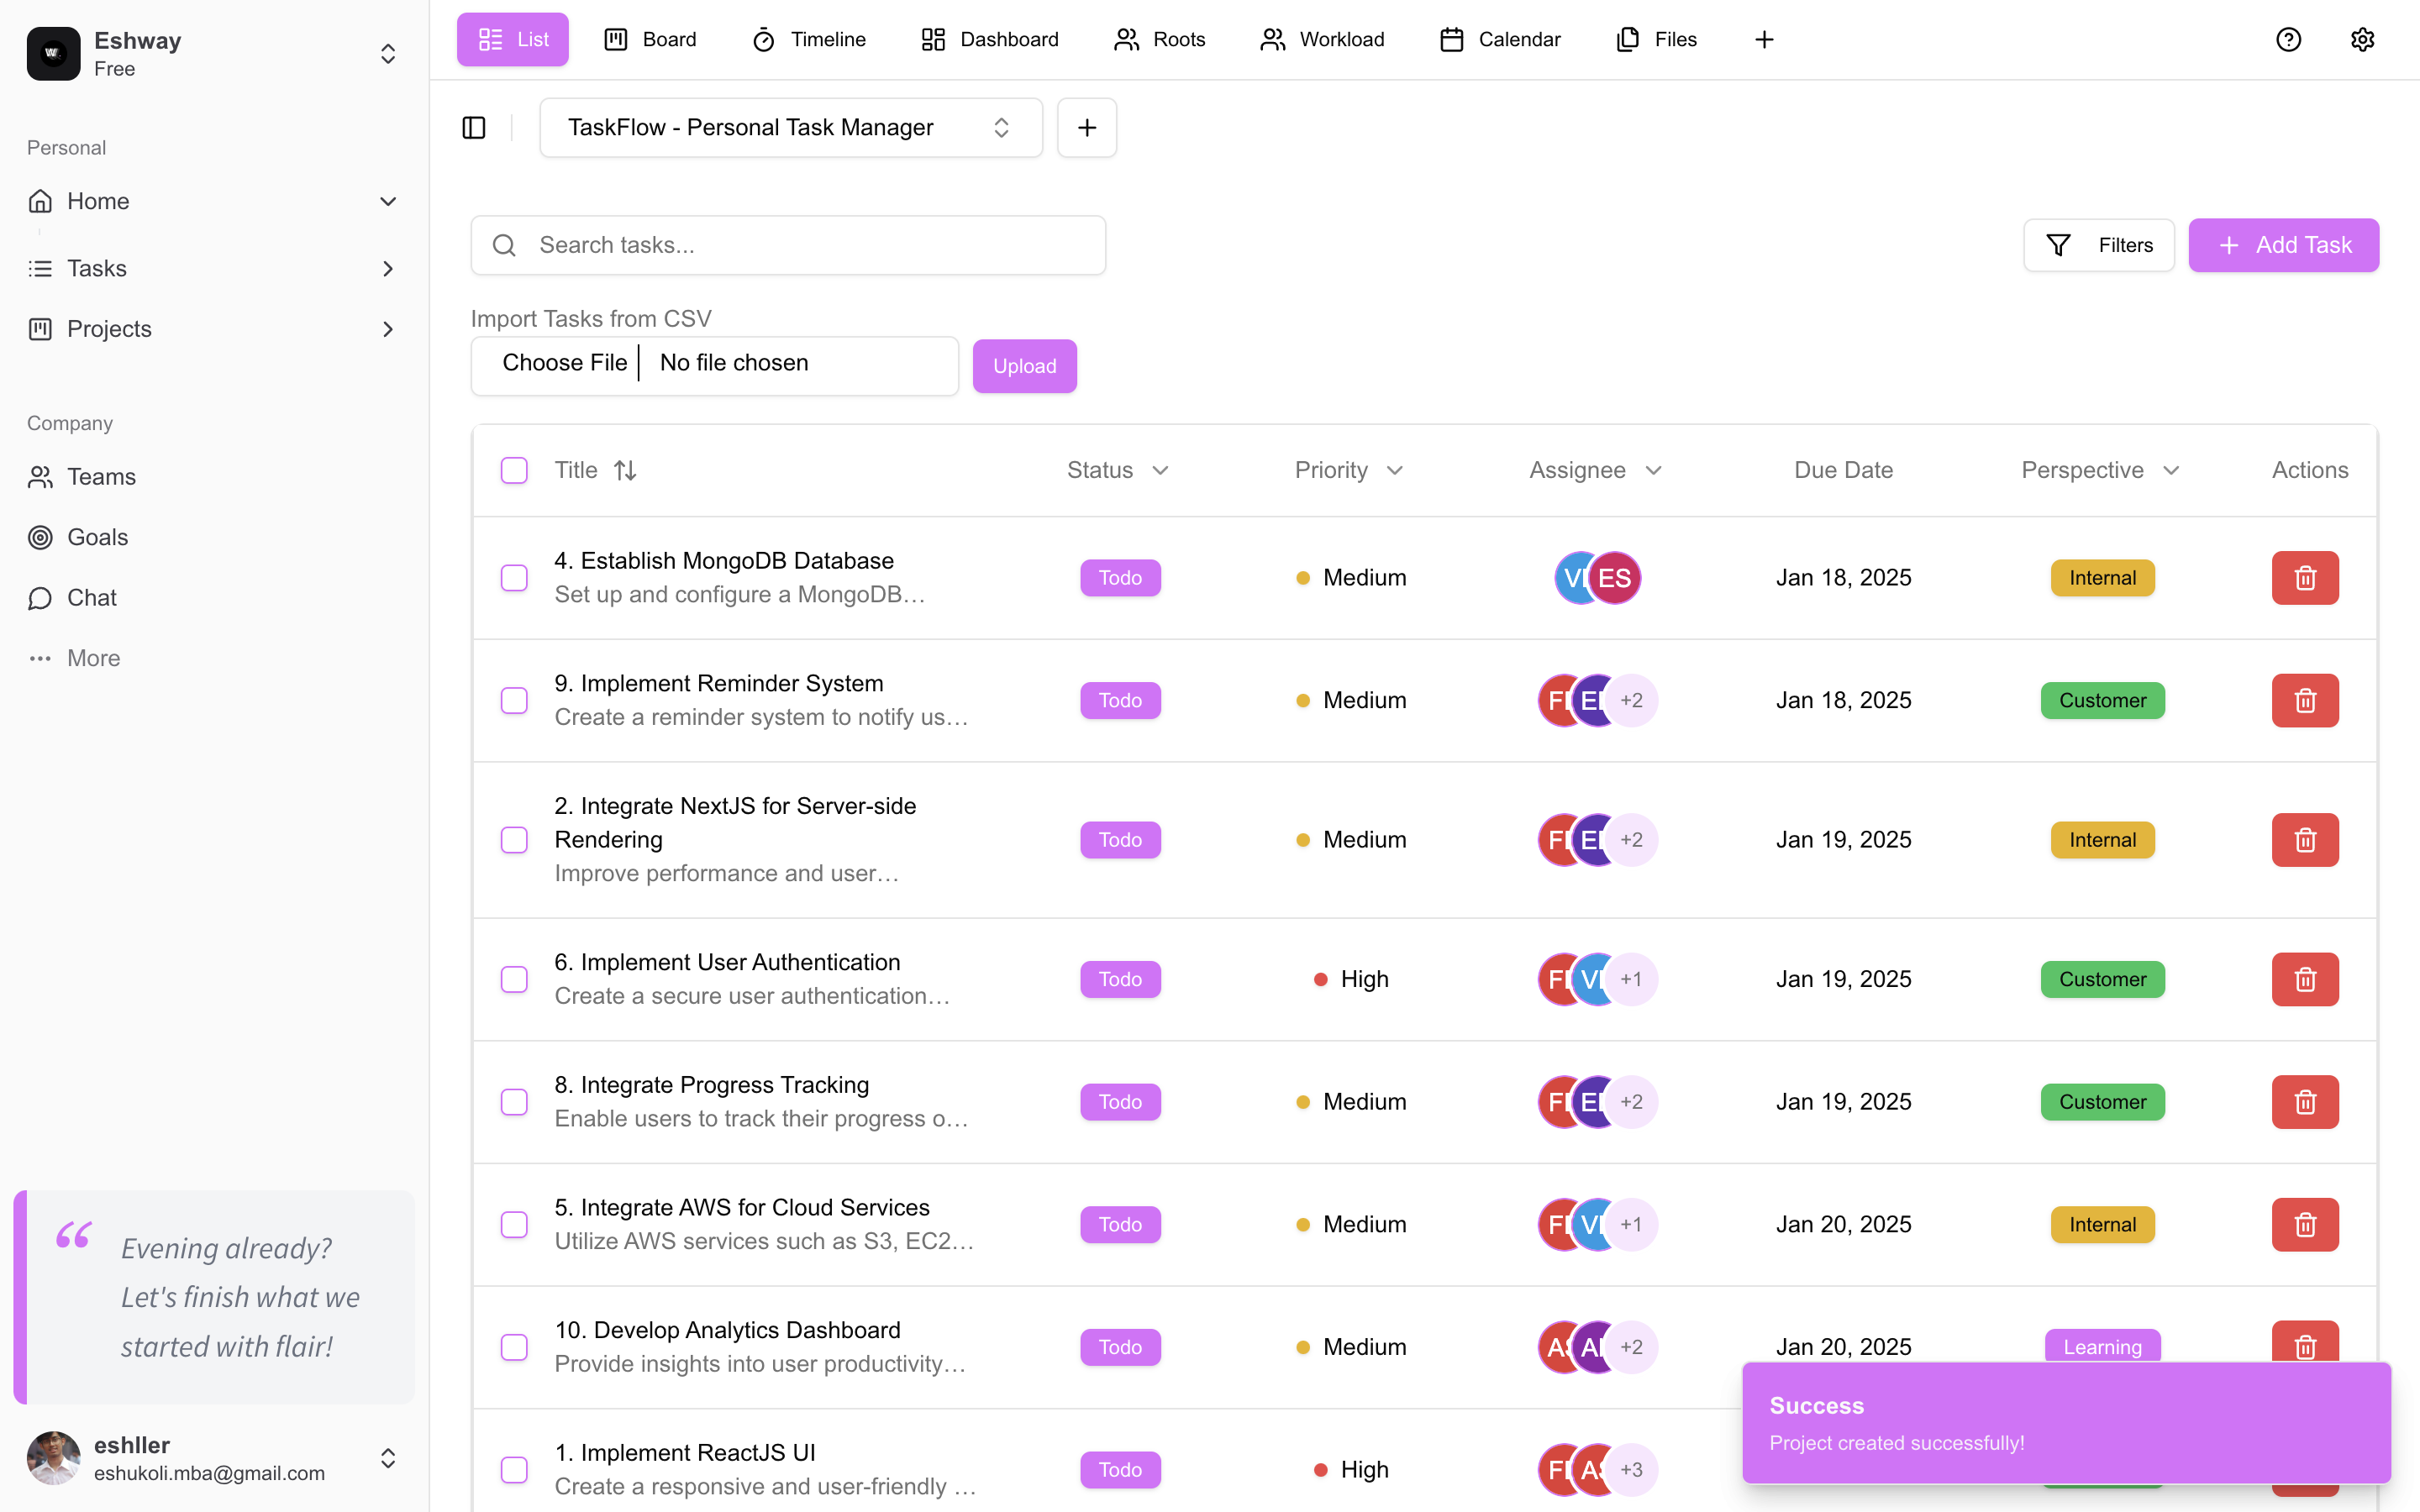 Eshway
Free
Personal
Home
Tasks
Projects
Company
Teams
Goals
Chat
More
“ Evening already?
Let's finish what we
started with flair!
eshller
eshukoli.mba@gmail.com
List Board Timeline Dashboard Roots Workload Calendar Files
TaskFlow - Personal Task Manager
Search tasks...
Filters
Add Task
Import Tasks from CSV
Choose File No file chosen
Upload
Title Status Priority Assignee Due Date Perspective Actions
4. Establish MongoDB Database
Set up and configure a MongoDB…
Todo Medium ES Jan 18, 2025 Internal
9. Implement Reminder System
Create a reminder system to notify us…
Todo Medium +2 Jan 18, 2025 Customer
2. Integrate NextJS for Server-side
Rendering
Improve performance and user…
Todo Medium +2 Jan 19, 2025 Internal
6. Implement User Authentication
Create a secure user authentication…
Todo High +1 Jan 19, 2025 Customer
8. Integrate Progress Tracking
Enable users to track their progress o…
Todo Medium +2 Jan 19, 2025 Customer
5. Integrate AWS for Cloud Services
Utilize AWS services such as S3, EC2…
Todo Medium +1 Jan 20, 2025 Internal
10. Develop Analytics Dashboard
Provide insights into user productivity…
Todo Medium +2 Jan 20, 2025 Learning
1. Implement ReactJS UI
Create a responsive and user-friendly …
Todo High +3
Success
Project created successfully!